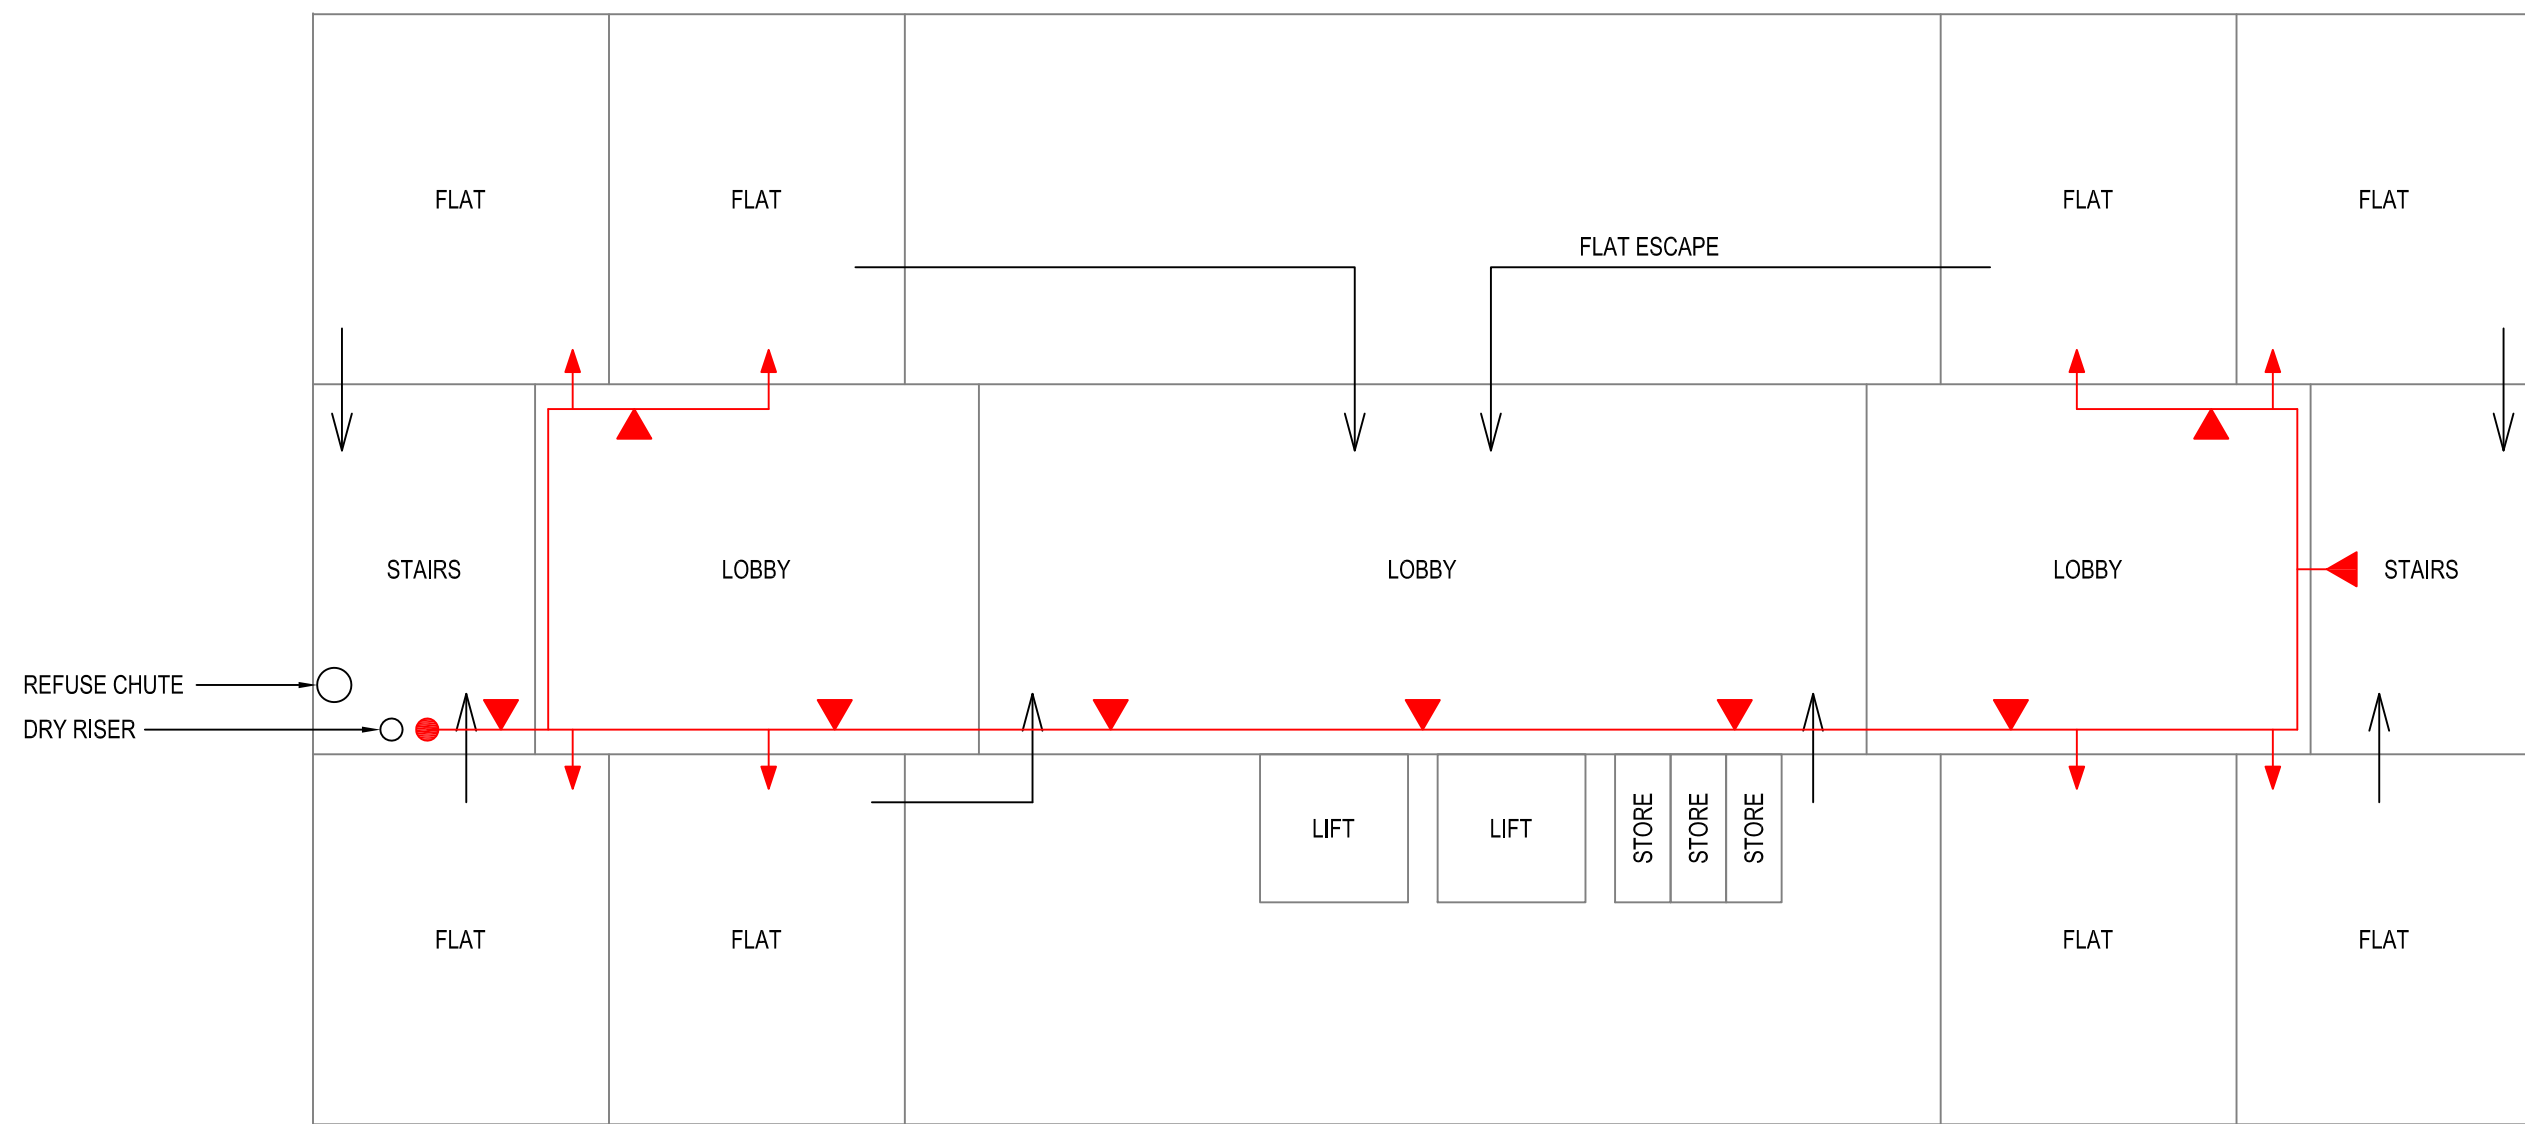 FLAT
FLAT
FLAT
FLAT
FLAT ESCAPE
STAIRS
LOBBY
LOBBY
LOBBY
STAIRS
REFUSE CHUTE
DRY RISER
LIFT
LIFT
STORE
STORE
STORE
FLAT
FLAT
FLAT
FLAT